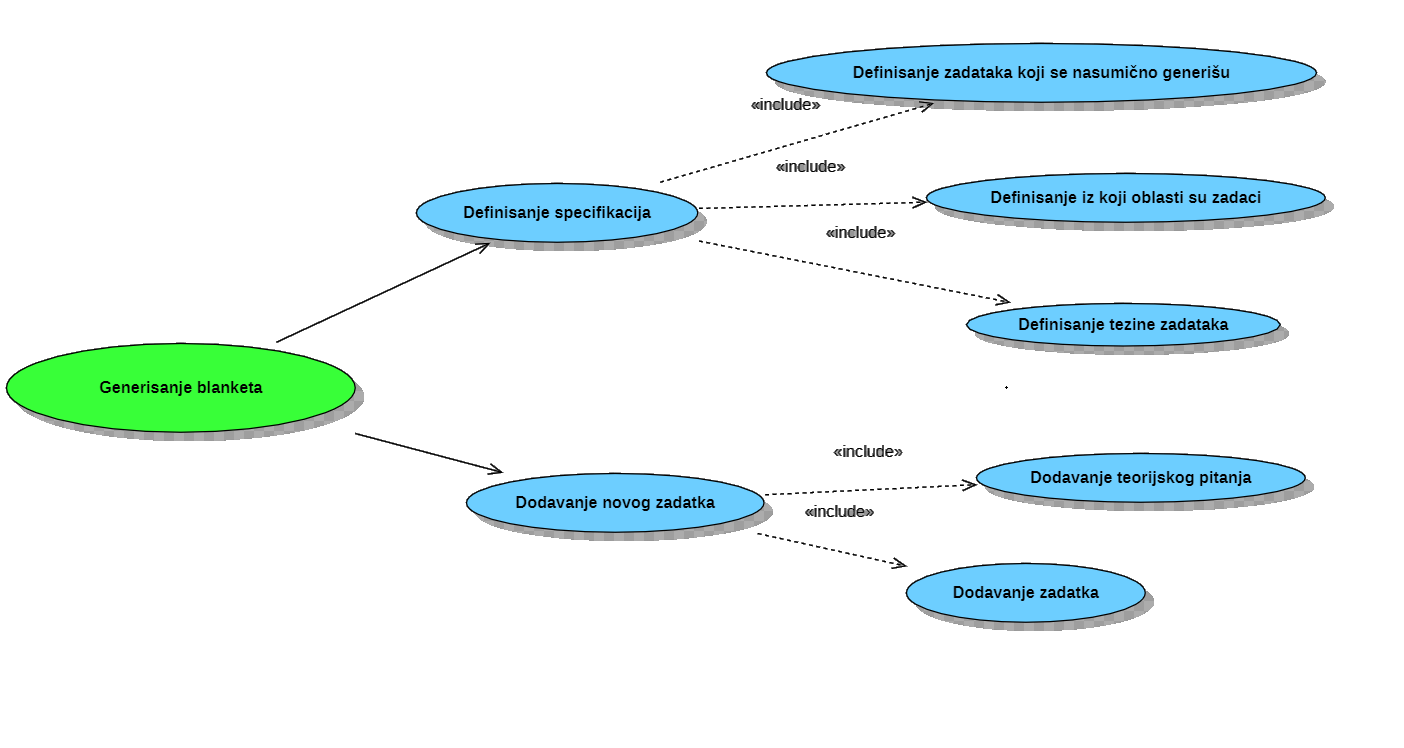 Definisanje zadataka koji se nasumično generišu
«include»
«include»
Definisanje iz koji oblasti su zadaci
Definisanje specifikacija
«include»
Definisanje tezine zadataka
Generisanje blanketa
«include»
Dodavanje teorijskog pitanja
Dodavanje novog zadatka
«include»
Dodavanje zadatka